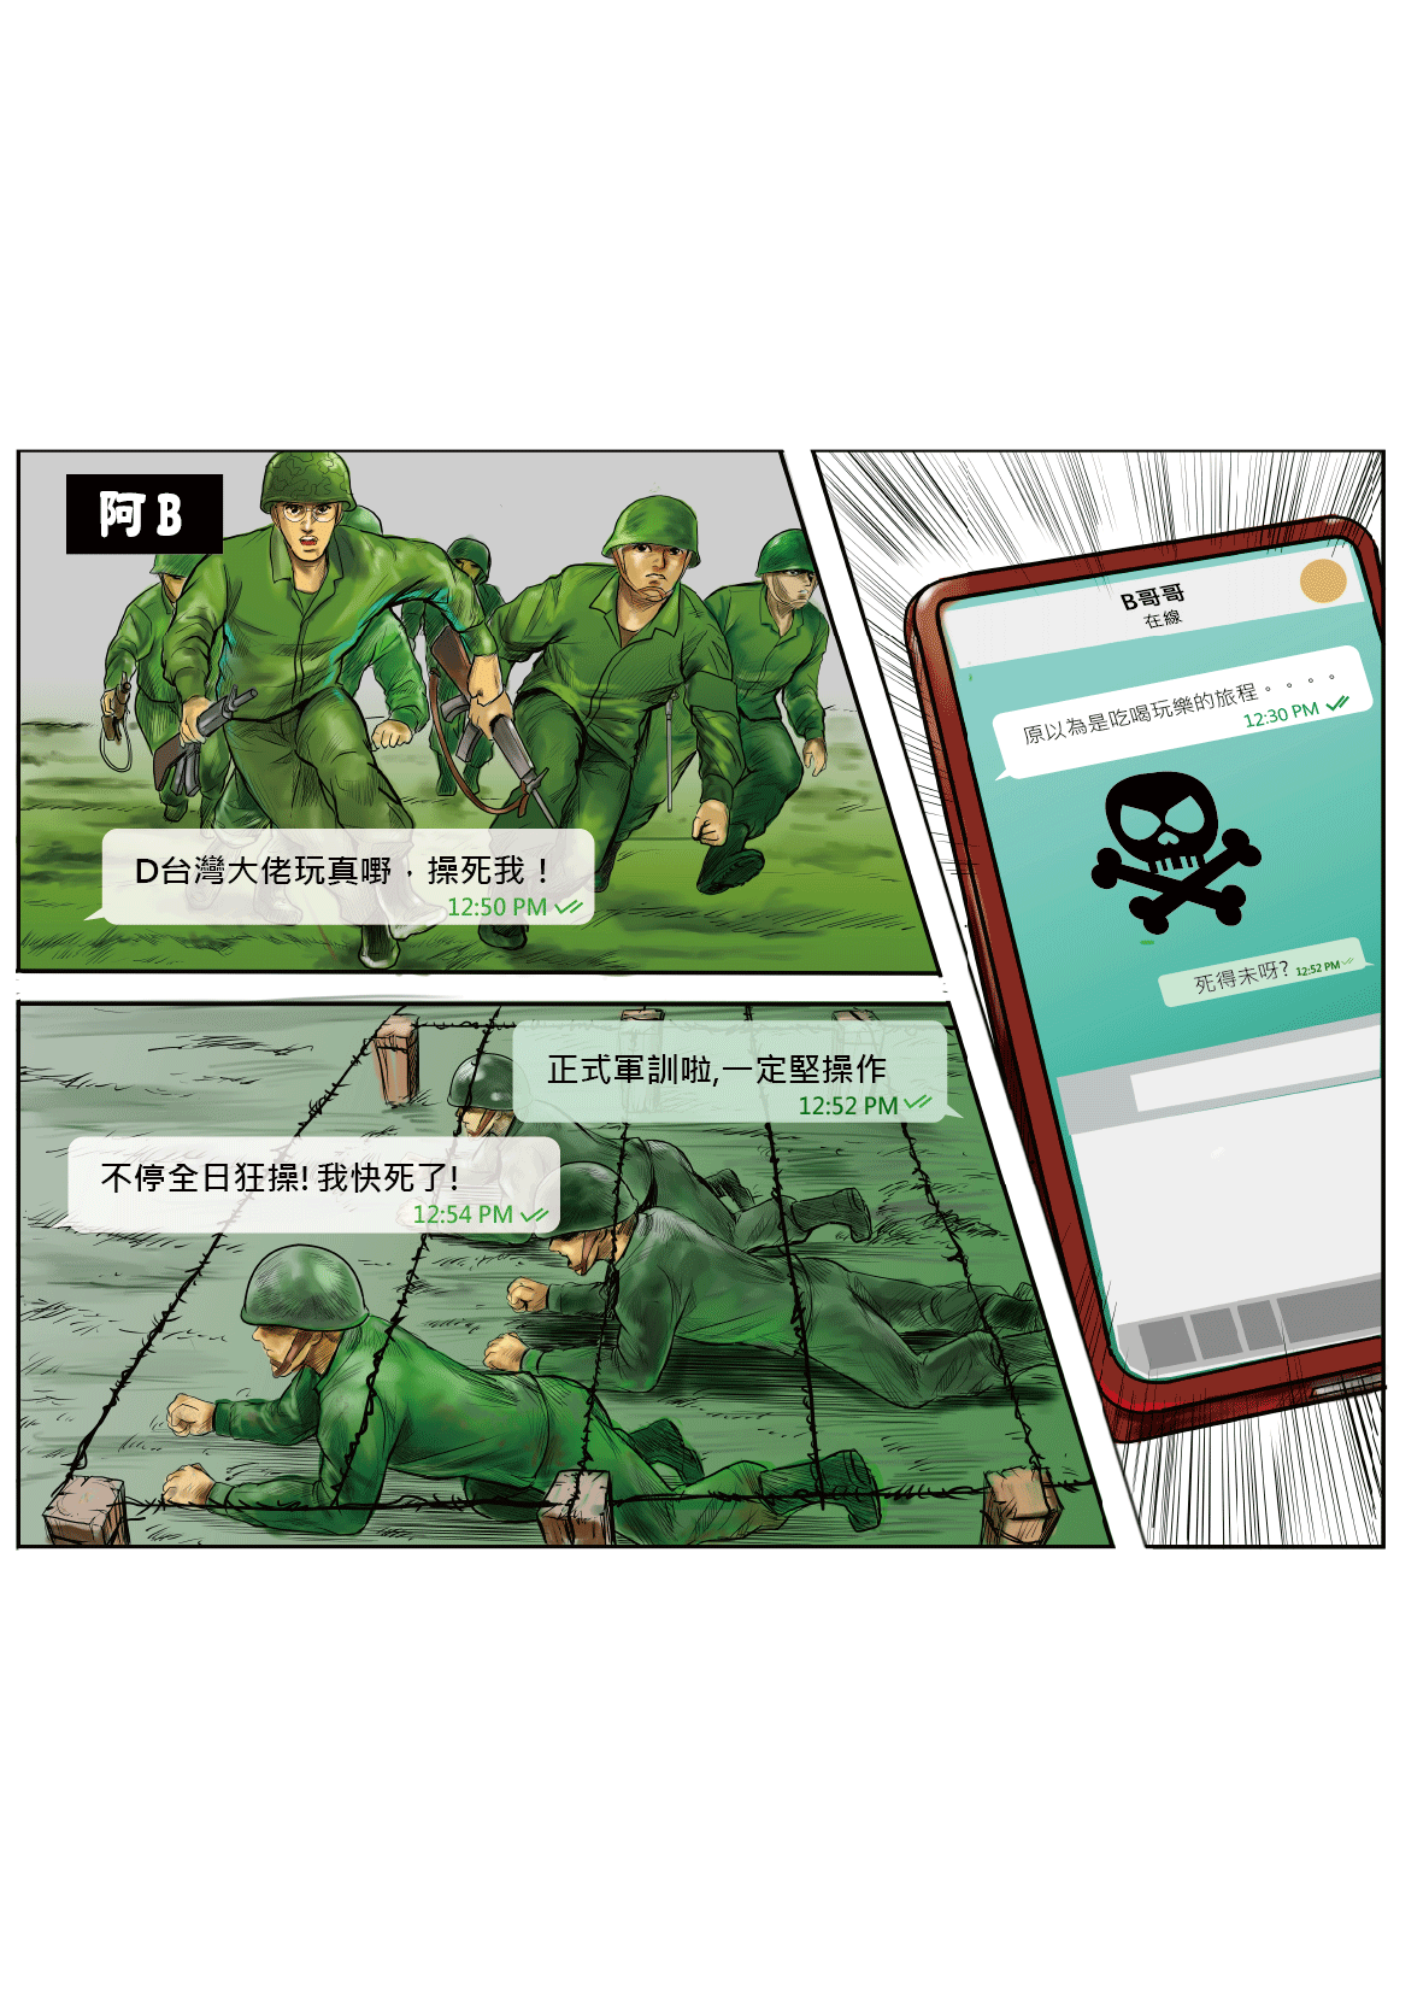 阿B
D台灣大佬玩真嘢，操死我！
12:50 PM
正式軍訓啦,一定堅操作
12:52 PM
不停全日狂操! 我快死了!
12:54 PM
B哥哥
在線
原以為是吃喝玩樂的旅程。。。。
12:30 PM
死得未呀? 12:52 PM